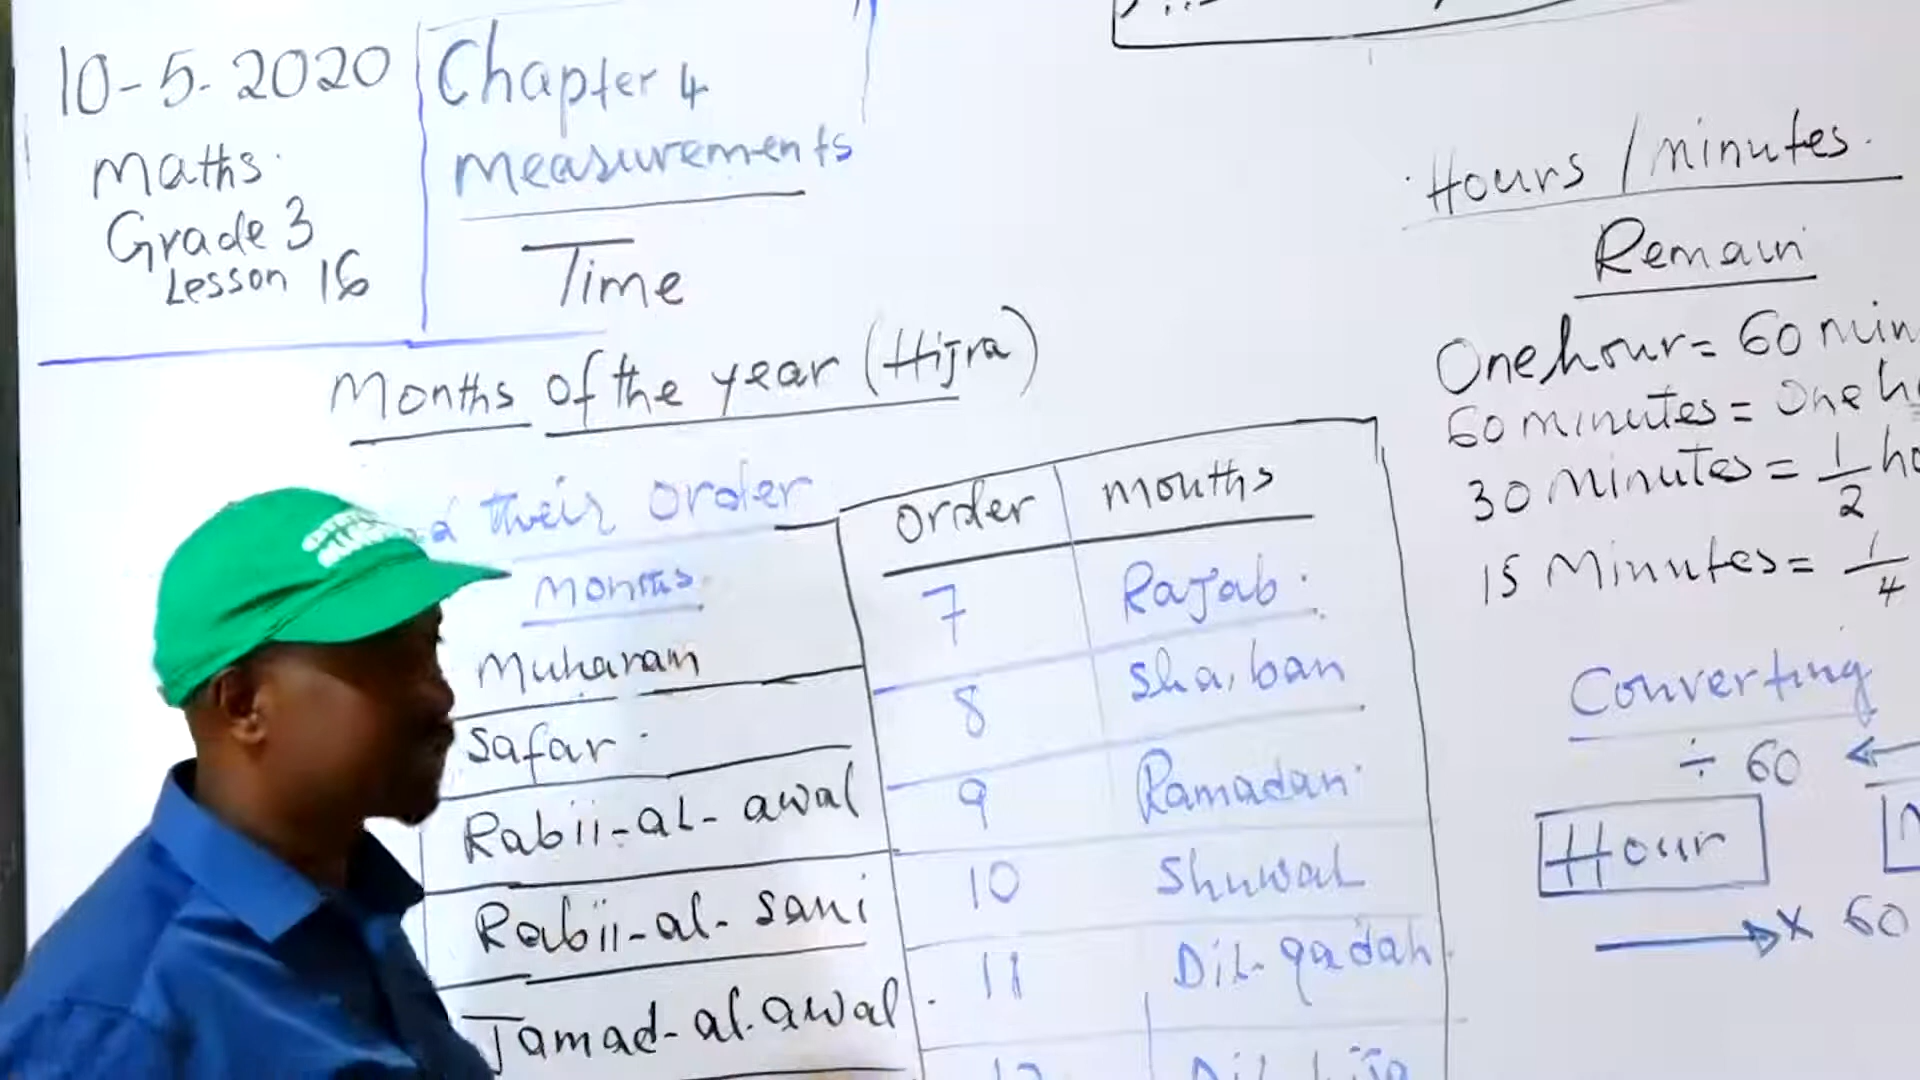 10-5-2020
Maths
Grade 3
Lesson 16
Chapter 4
Measurements
Time
Months of the year (Hijra)
their order
Months
Muharam
Safar
Rabii-al-awal
Rabii-al-sani
Jamad-al-awal
order months
7 Rajab
8 Sha,ban
9 Ramadan
10 Shuwal
11 Dil-qadah
12
Hours / Minutes
Remain
One hour = 60 min
60 minutes = One h
30 Minutes = 1/2 ho
15 Minutes = 1/4
Converting
÷ 60
Hour
× 60